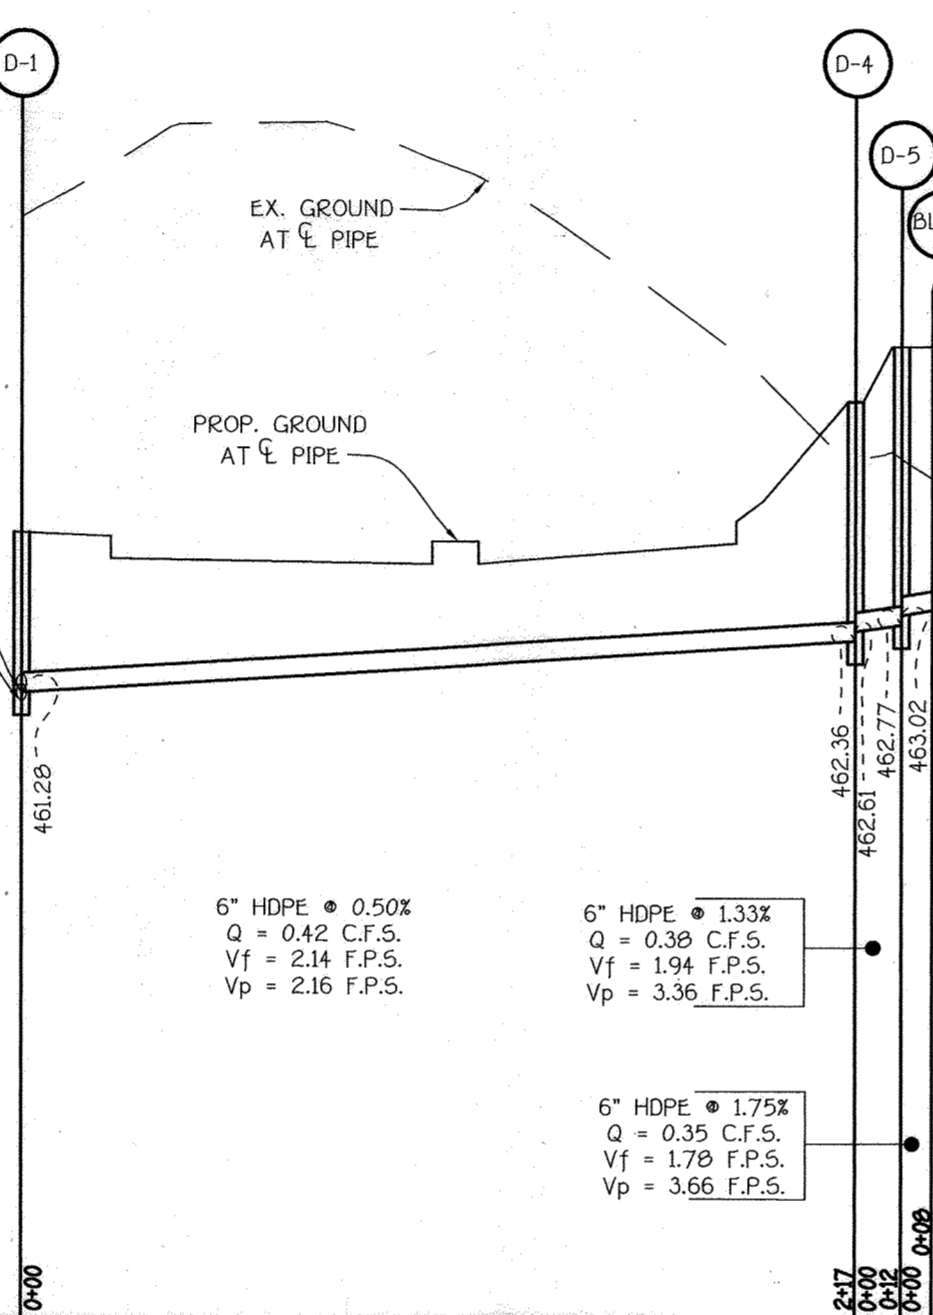 D-1
D-4
D-5
BL
EX. GROUND
AT ℄ PIPE
PROP. GROUND
AT ℄ PIPE
461.28
462.36
462.61
462.77
463.02
6" HDPE @ 0.50%
Q = 0.42 C.F.S.
Vf = 2.14 F.P.S.
Vp = 2.16 F.P.S.
6" HDPE @ 1.33%
Q = 0.38 C.F.S.
Vf = 1.94 F.P.S.
Vp = 3.36 F.P.S.
6" HDPE @ 1.75%
Q = 0.35 C.F.S.
Vf = 1.78 F.P.S.
Vp = 3.66 F.P.S.
0+00
2+17
0+00
0+12
0+00
0+08